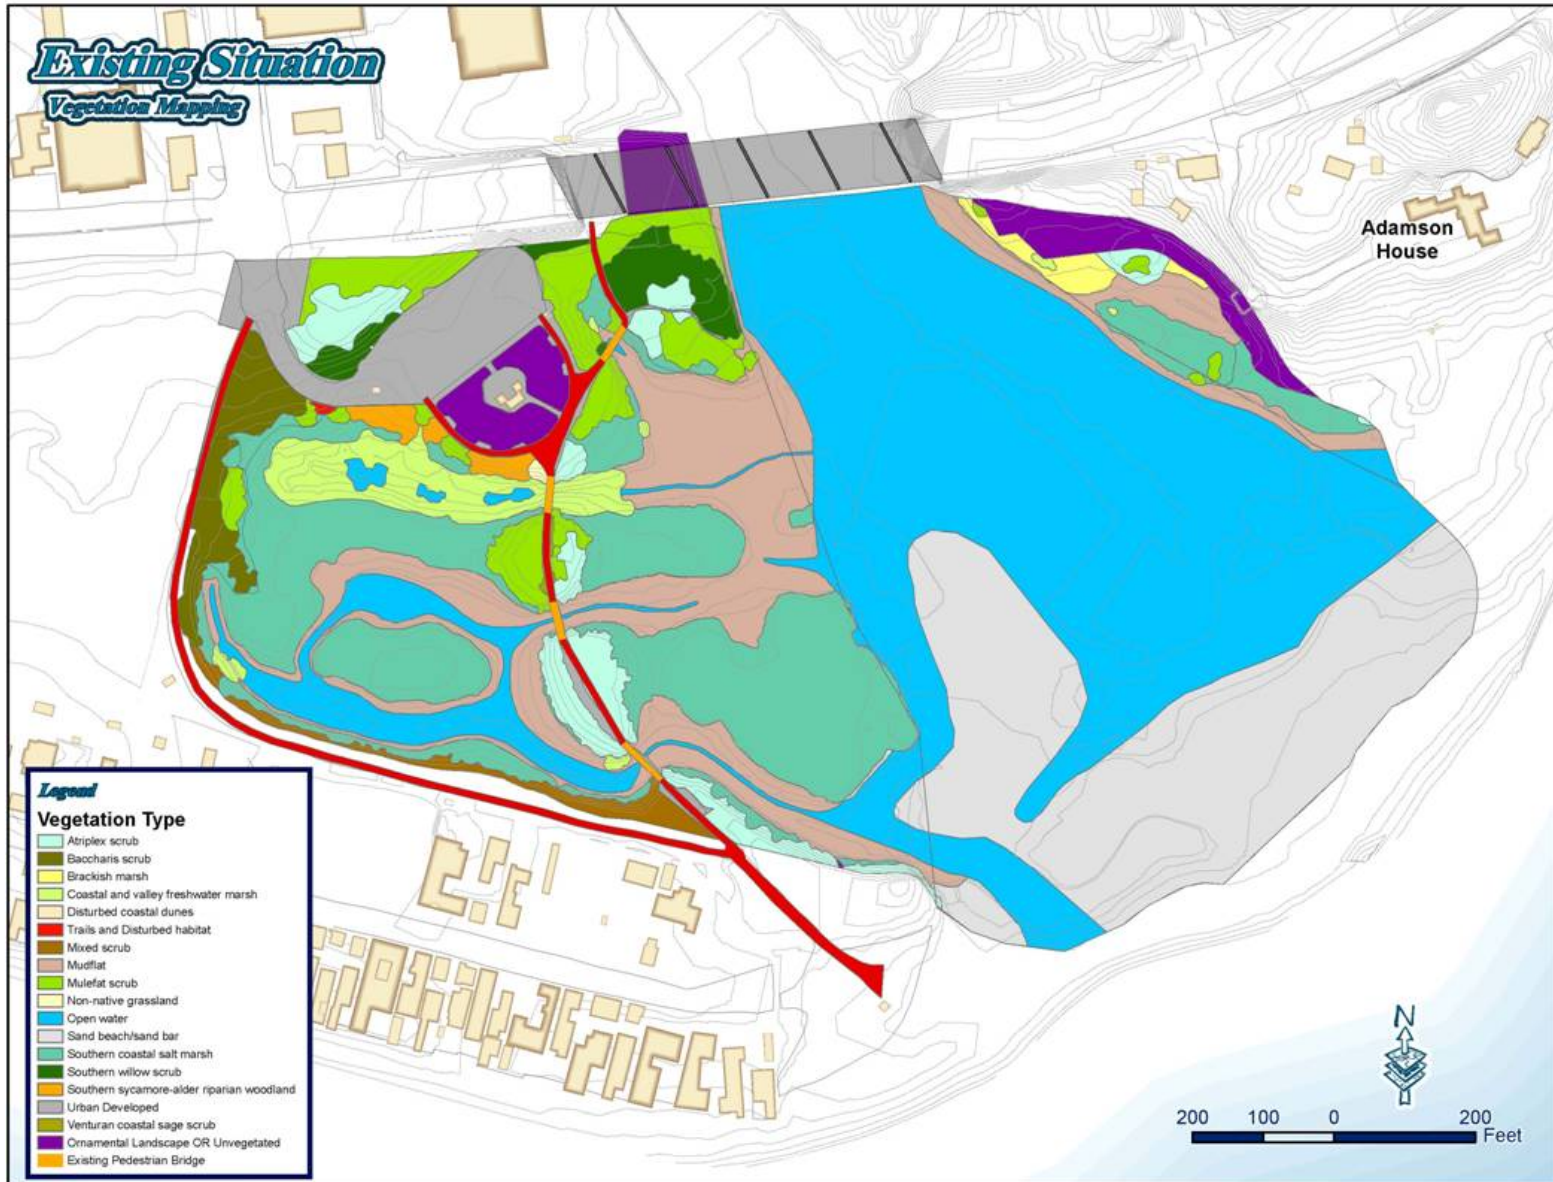 Existing Situation
Vegetation Mapping
Adamson
House
Legend
Vegetation Type
Atriplex scrub
Baccharis scrub
Brackish marsh
Coastal and valley freshwater marsh
Disturbed coastal dunes
Trails and Disturbed habitat
Mixed scrub
Mudflat
Mulefat scrub
Non-native grassland
Open water
Sand beach/sand bar
Southern coastal salt marsh
Southern willow scrub
Southern sycamore-alder riparian woodland
Urban Developed
Venturan coastal sage scrub
Ornamental Landscape OR Unvegetated
Existing Pedestrian Bridge
N
200 100 0 200
Feet